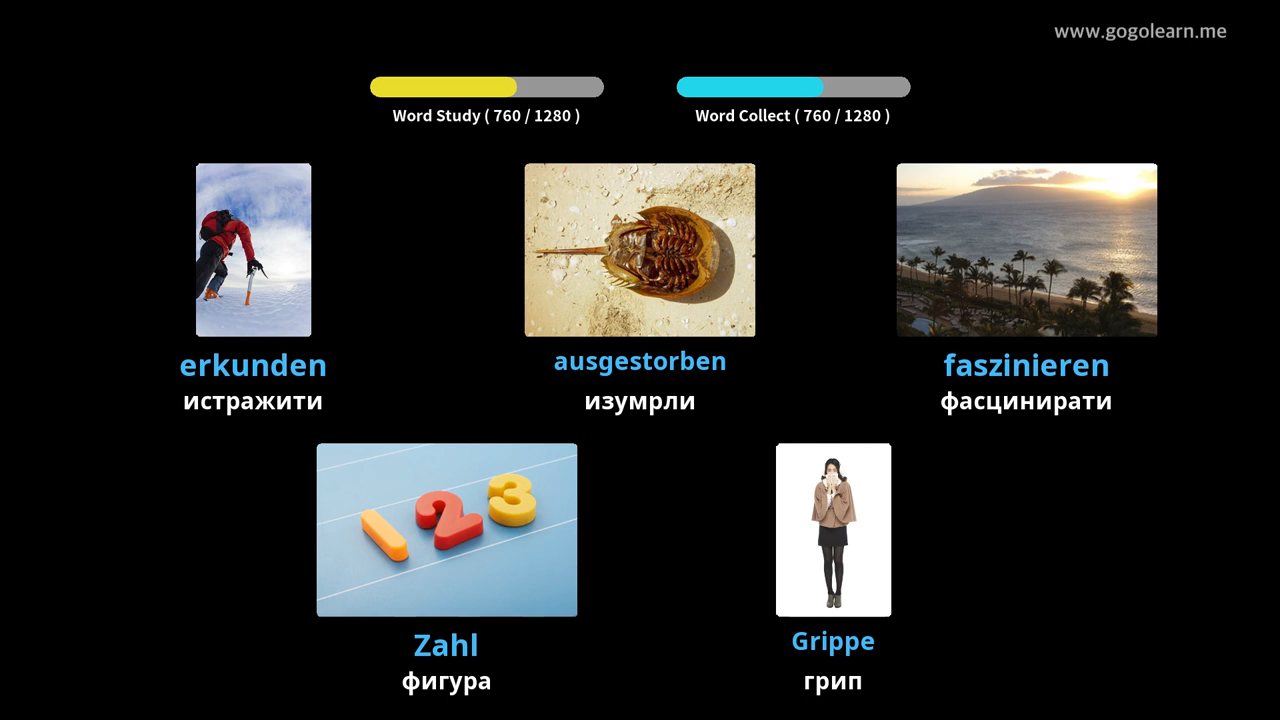 www.gogolearn.me
Word Study ( 760 / 1280 )
Word Collect ( 760 / 1280 )
erkunden
истражити
ausgestorben
изумрли
faszinieren
фасцинирати
Zahl
фигура
Grippe
грип